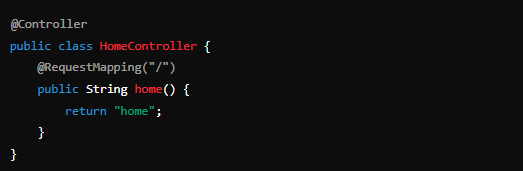 @Controller
public class HomeController {
    @RequestMapping("/")
    public String home() {
        return "home";
    }
}